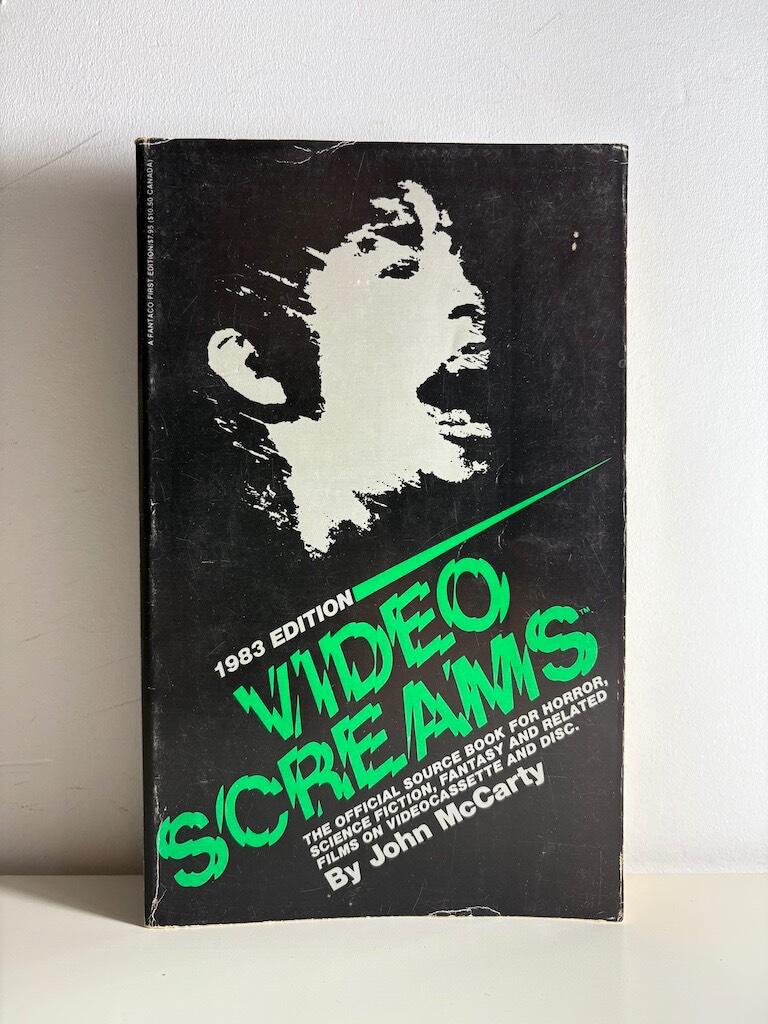 A FANTACO FIRST EDITION/$7.95 ($10.50 CANADA)
1983 EDITION
VIDEO
SCREAMS™
THE OFFICIAL SOURCE BOOK FOR HORROR,
SCIENCE FICTION, FANTASY AND RELATED
FILMS ON VIDEOCASSETTE AND DISC.
By John McCarty